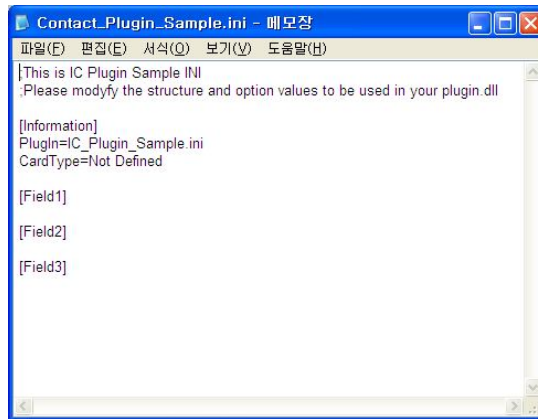 Contact_Plugin_Sample.ini - 메모장
파일(F) 편집(E) 서식(O) 보기(V) 도움말(H)
;This is IC Plugin Sample INI
;Please modyfy the structure and option values to be used in your plugin.dll
[Information]
PlugIn=IC_Plugin_Sample.ini
CardType=Not Defined
[Field1]
[Field2]
[Field3]